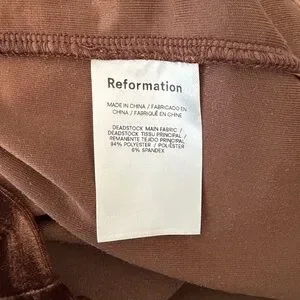 Reformation
MADE IN CHINA / FABRICADO EN
CHINA / FABRIQUÉ EN CHINE
DEADSTOCK MAIN FABRIC /
DEADSTOCK TISSU PRINCIPAL /
REMANENTE TEJIDO PRINCIPAL
94% POLYESTER / POLYESTER
6% SPANDEX